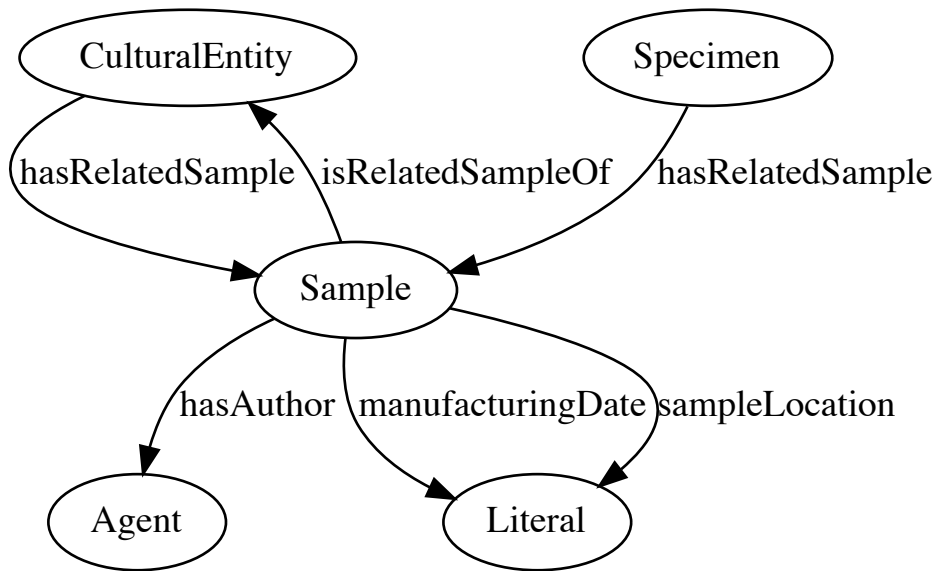 CulturalEntity
Specimen
hasRelatedSample
isRelatedSampleOf
hasRelatedSample
Sample
hasAuthor
manufacturingDate
sampleLocation
Agent
Literal